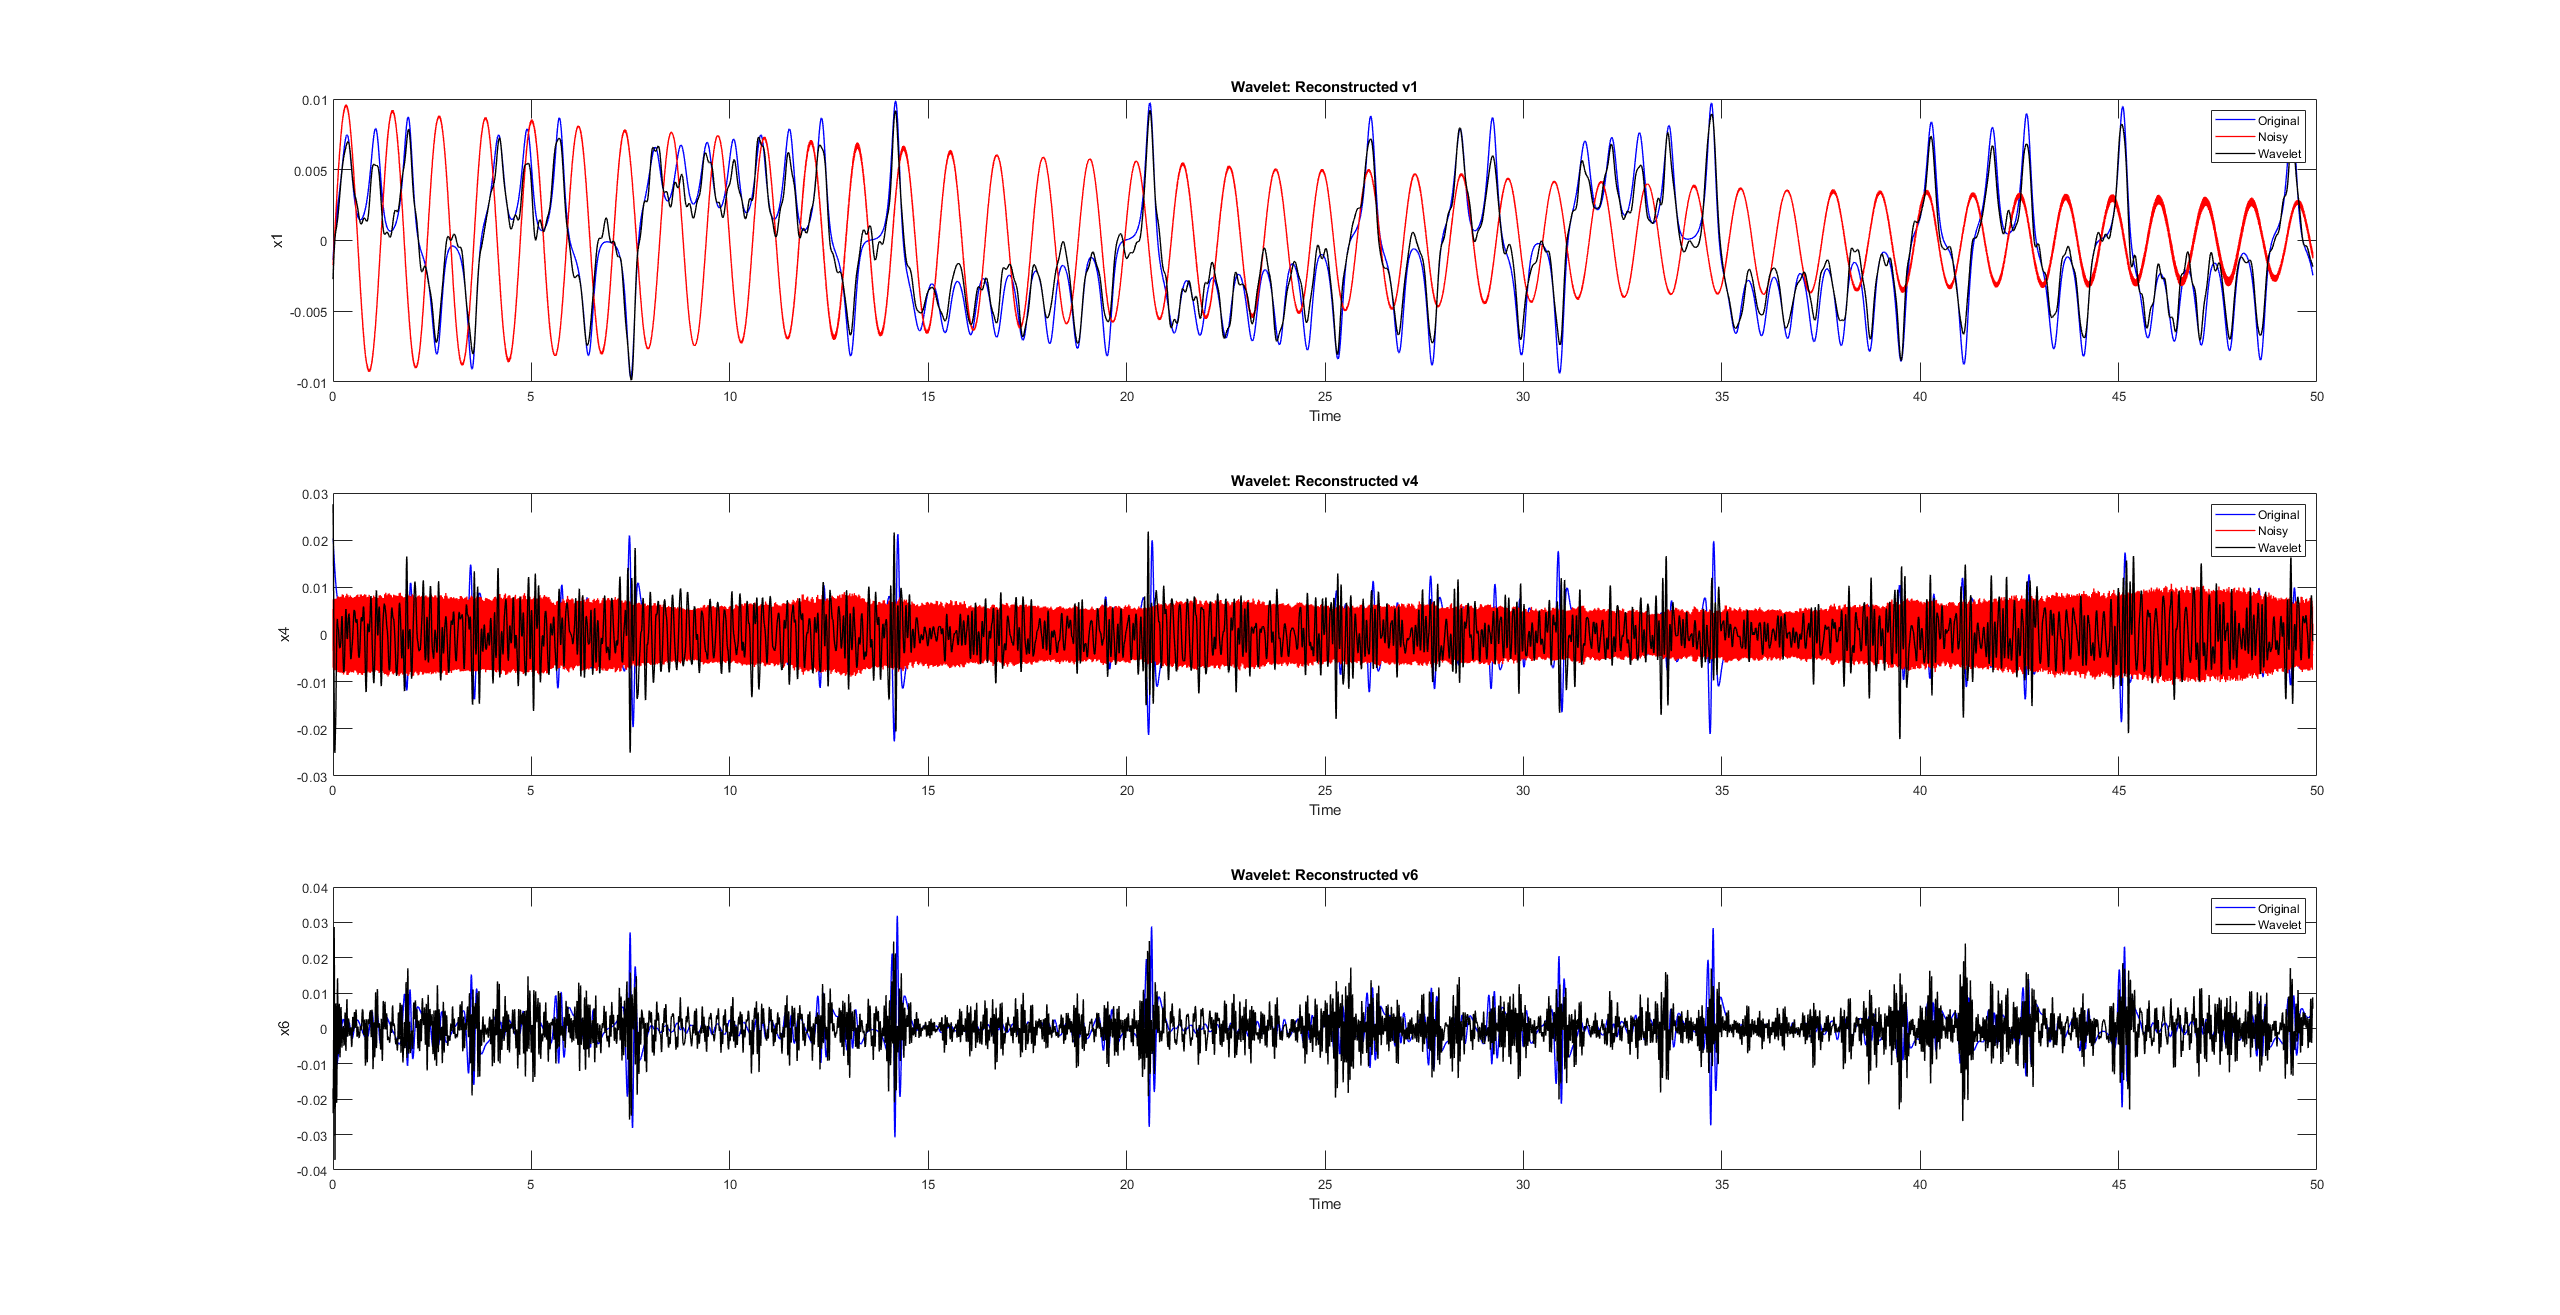 Wavelet: Reconstructed v1
0.01
0.005
0
-0.005
-0.01
x1
Original
Noisy
Wavelet
0 5 10 15 20 25 30 35 40 45 50
Time
Wavelet: Reconstructed v4
0.03
0.02
0.01
0
-0.01
-0.02
-0.03
x4
Original
Noisy
Wavelet
0 5 10 15 20 25 30 35 40 45 50
Time
Wavelet: Reconstructed v6
0.04
0.03
0.02
0.01
0
-0.01
-0.02
-0.03
-0.04
x6
Original
Wavelet
0 5 10 15 20 25 30 35 40 45 50
Time